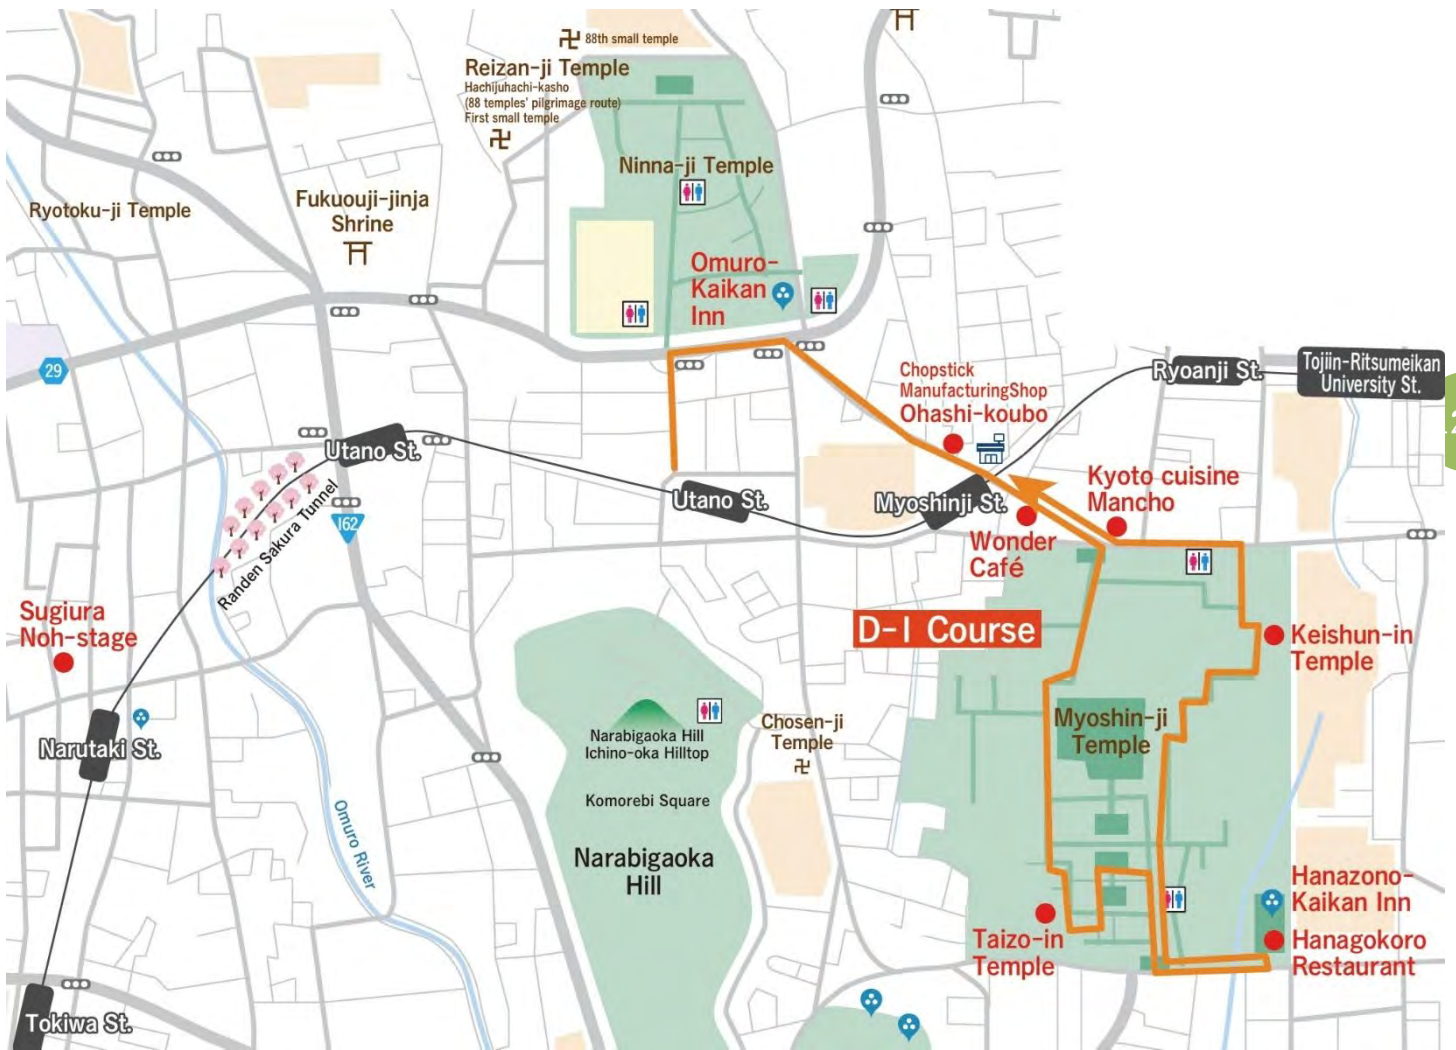 88th small temple
Reizan-ji Temple
Hachijuhachi-kasho
(88 temples' pilgrimage route)
First small temple
Ninna-ji Temple
Ryotoku-ji Temple
Fukuouji-jinja
Shrine
Omuro-
Kaikan
Inn
29
Chopstick
ManufacturingShop
Ohashi-koubo
Ryoanji St.
Tojiin-Ritsumeikan
University St.
12
Utano St.
Utano St.
Myoshinji St.
Kyoto cuisine
Mancho
162
Randen Sakura Tunnel
Wonder
Café
Sugiura
Noh-stage
D-1 Course
Keishun-in
Temple
Narutaki St.
Narabigaoka Hill
Ichino-oka Hilltop
Chosen-ji
Temple
Myoshin-ji
Temple
Komorebi Square
Omuro River
Narabigaoka
Hill
Hanazono-
Kaikan Inn
Taizo-in
Temple
Hanagokoro
Restaurant
Tokiwa St.